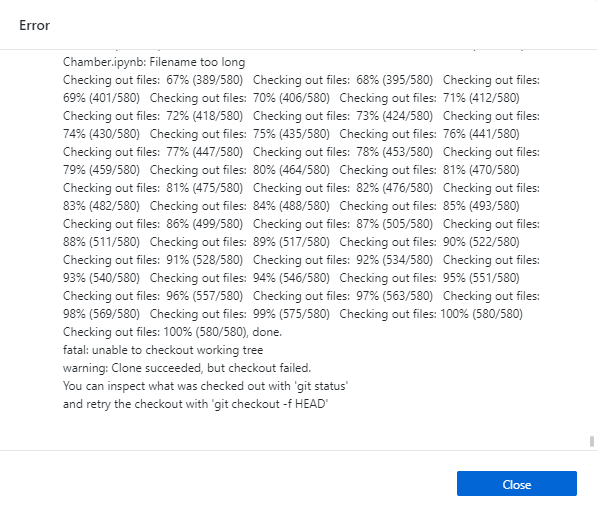 Error
Chamber.ipynb: Filename too long
Checking out files:  67% (389/580)   Checking out files:  68% (395/580)   Checking out files:
69% (401/580)   Checking out files:  70% (406/580)   Checking out files:  71% (412/580)
Checking out files:  72% (418/580)   Checking out files:  73% (424/580)   Checking out files:
74% (430/580)   Checking out files:  75% (435/580)   Checking out files:  76% (441/580)
Checking out files:  77% (447/580)   Checking out files:  78% (453/580)   Checking out files:
79% (459/580)   Checking out files:  80% (464/580)   Checking out files:  81% (470/580)
Checking out files:  81% (475/580)   Checking out files:  82% (476/580)   Checking out files:
83% (482/580)   Checking out files:  84% (488/580)   Checking out files:  85% (493/580)
Checking out files:  86% (499/580)   Checking out files:  87% (505/580)   Checking out files:
88% (511/580)   Checking out files:  89% (517/580)   Checking out files:  90% (522/580)
Checking out files:  91% (528/580)   Checking out files:  92% (534/580)   Checking out files:
93% (540/580)   Checking out files:  94% (546/580)   Checking out files:  95% (551/580)
Checking out files:  96% (557/580)   Checking out files:  97% (563/580)   Checking out files:
98% (569/580)   Checking out files:  99% (575/580)   Checking out files: 100% (580/580)
Checking out files: 100% (580/580), done.
fatal: unable to checkout working tree
warning: Clone succeeded, but checkout failed.
You can inspect what was checked out with 'git status'
and retry the checkout with 'git checkout -f HEAD'
Close